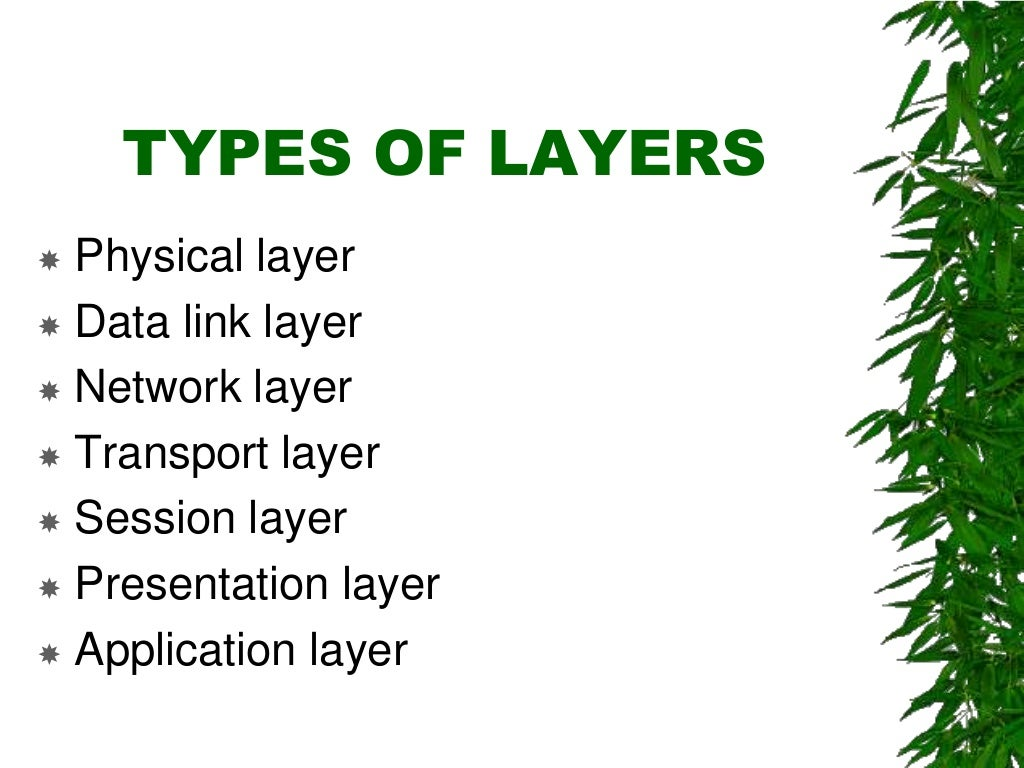 TYPES OF LAYERS
Physical layer
Data link layer
Network layer
Transport layer
Session layer
Presentation layer
Application layer